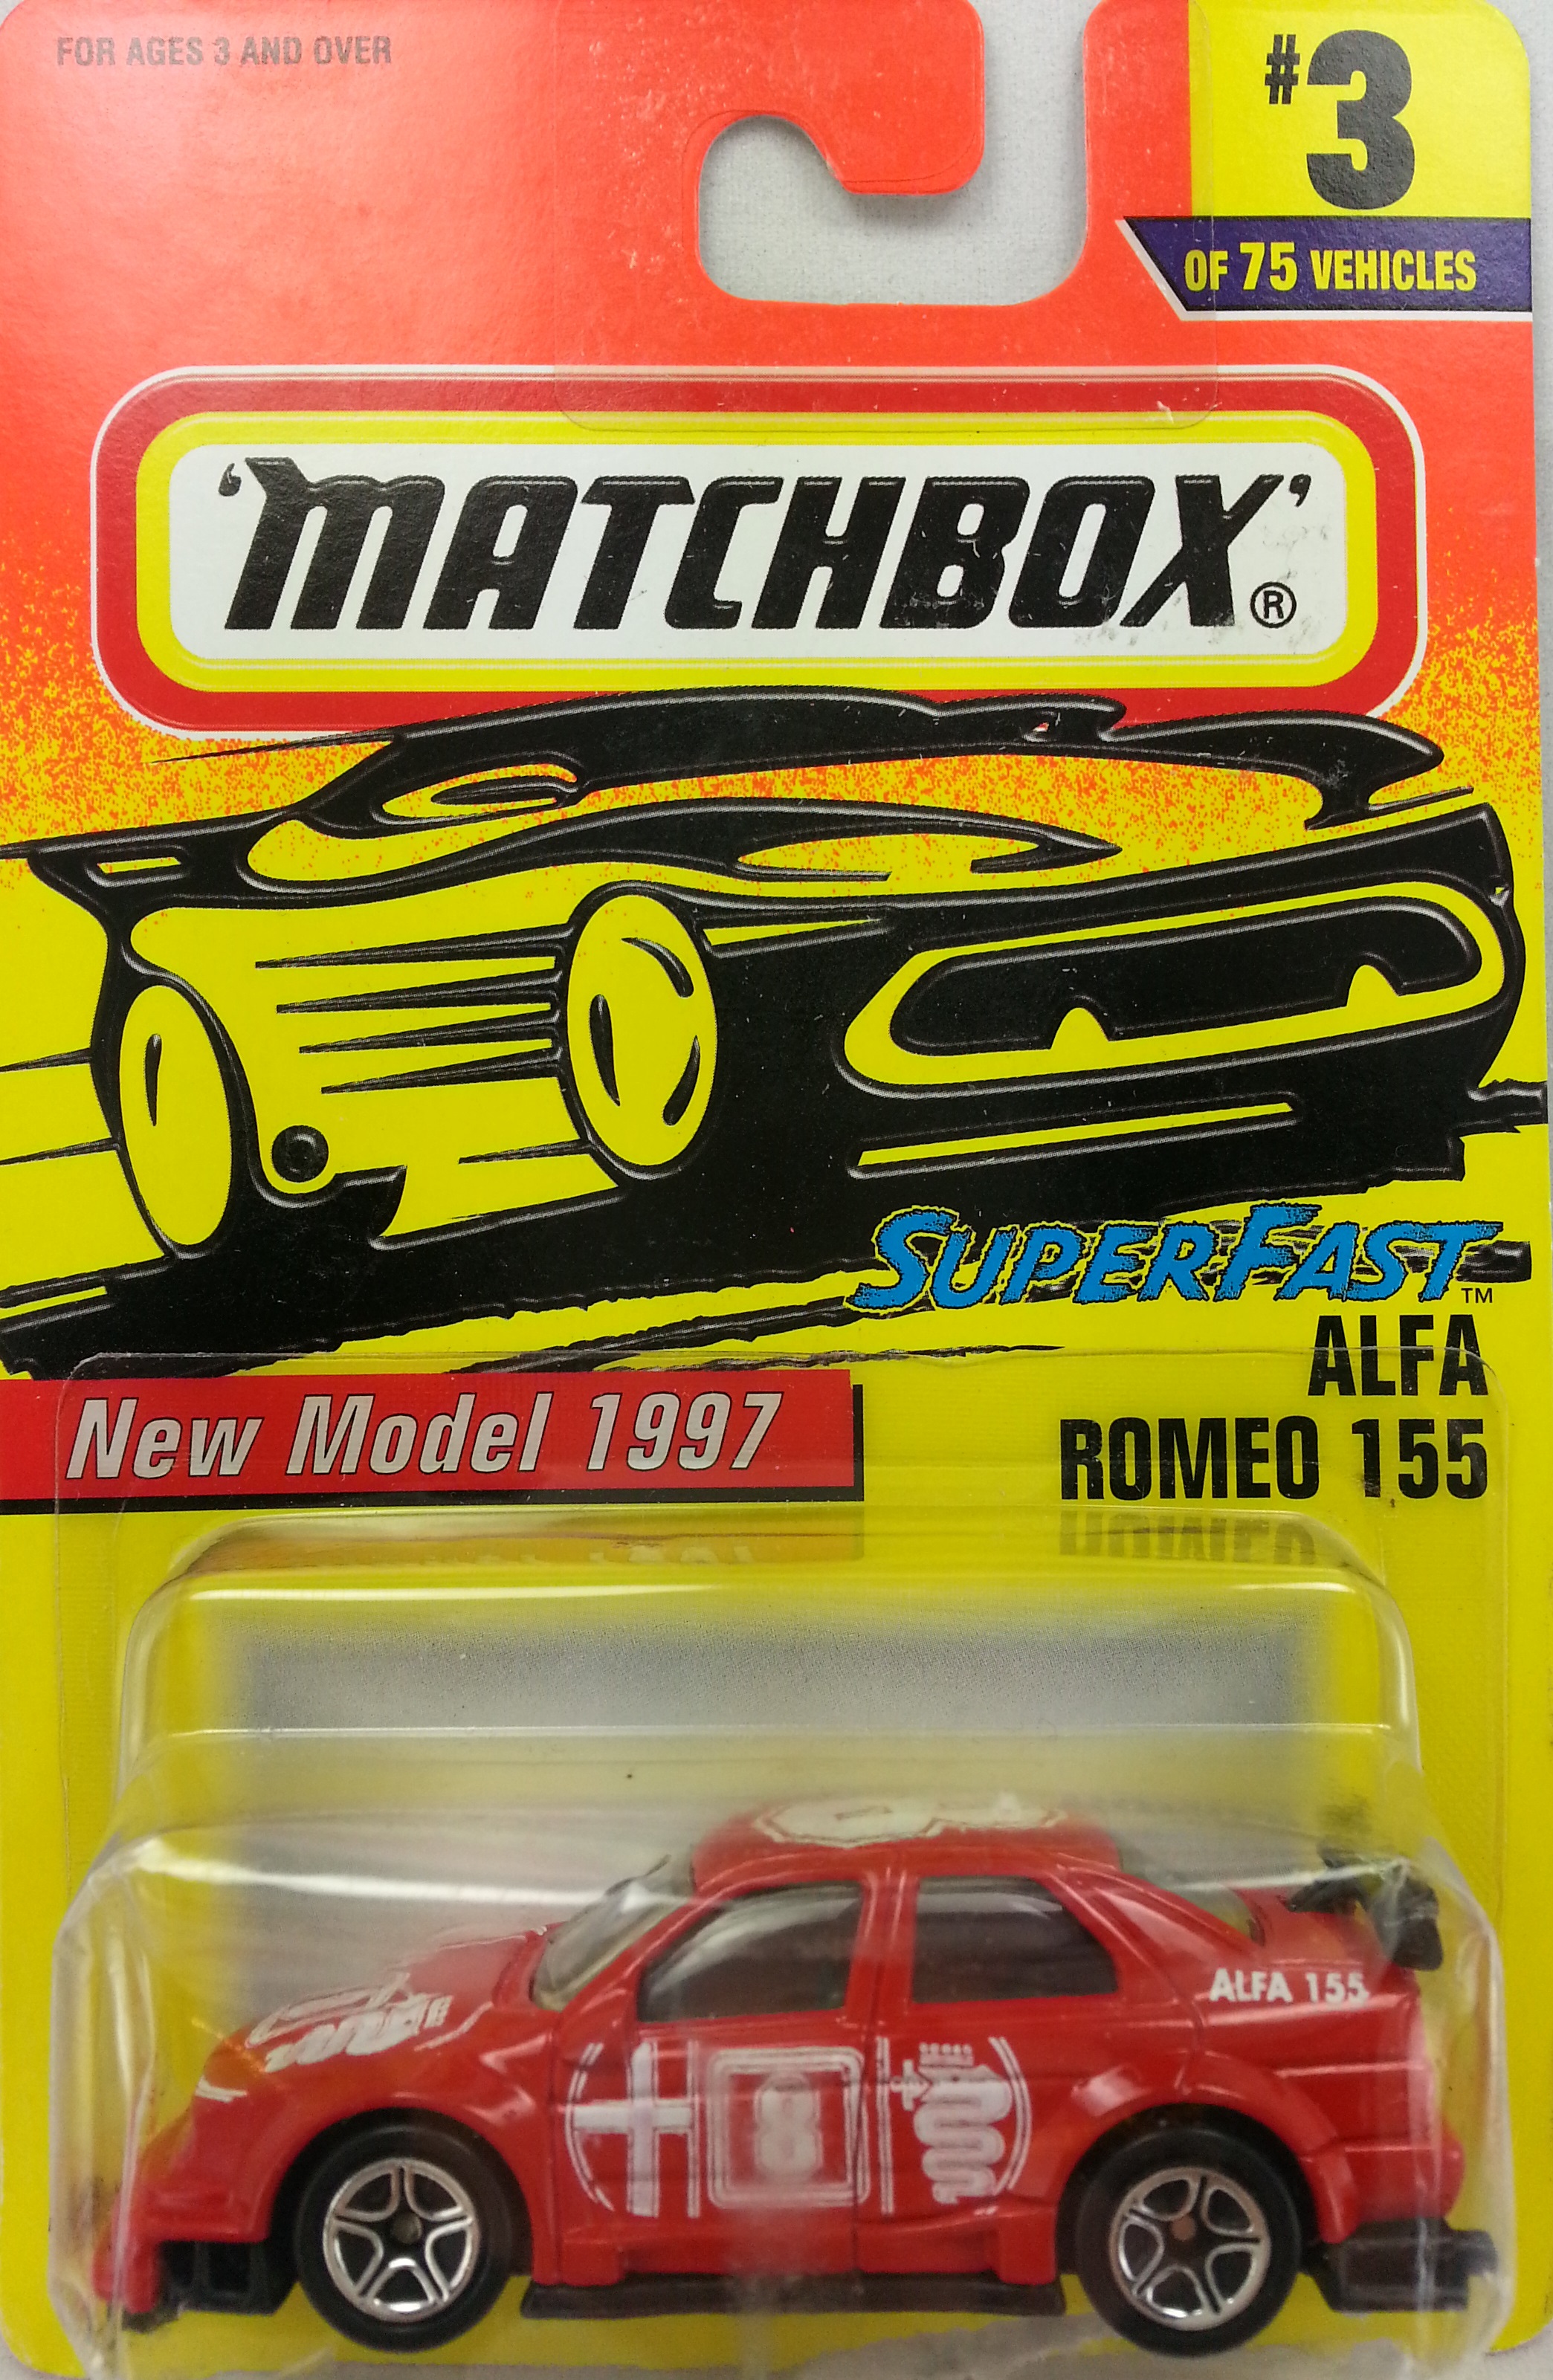 FOR AGES 3 AND OVER
#3
OF 75 VEHICLES
'MATCHBOX'®
SUPERFAST™
ALFA
ROMEO 155
New Model 1997
ALFA 155
8